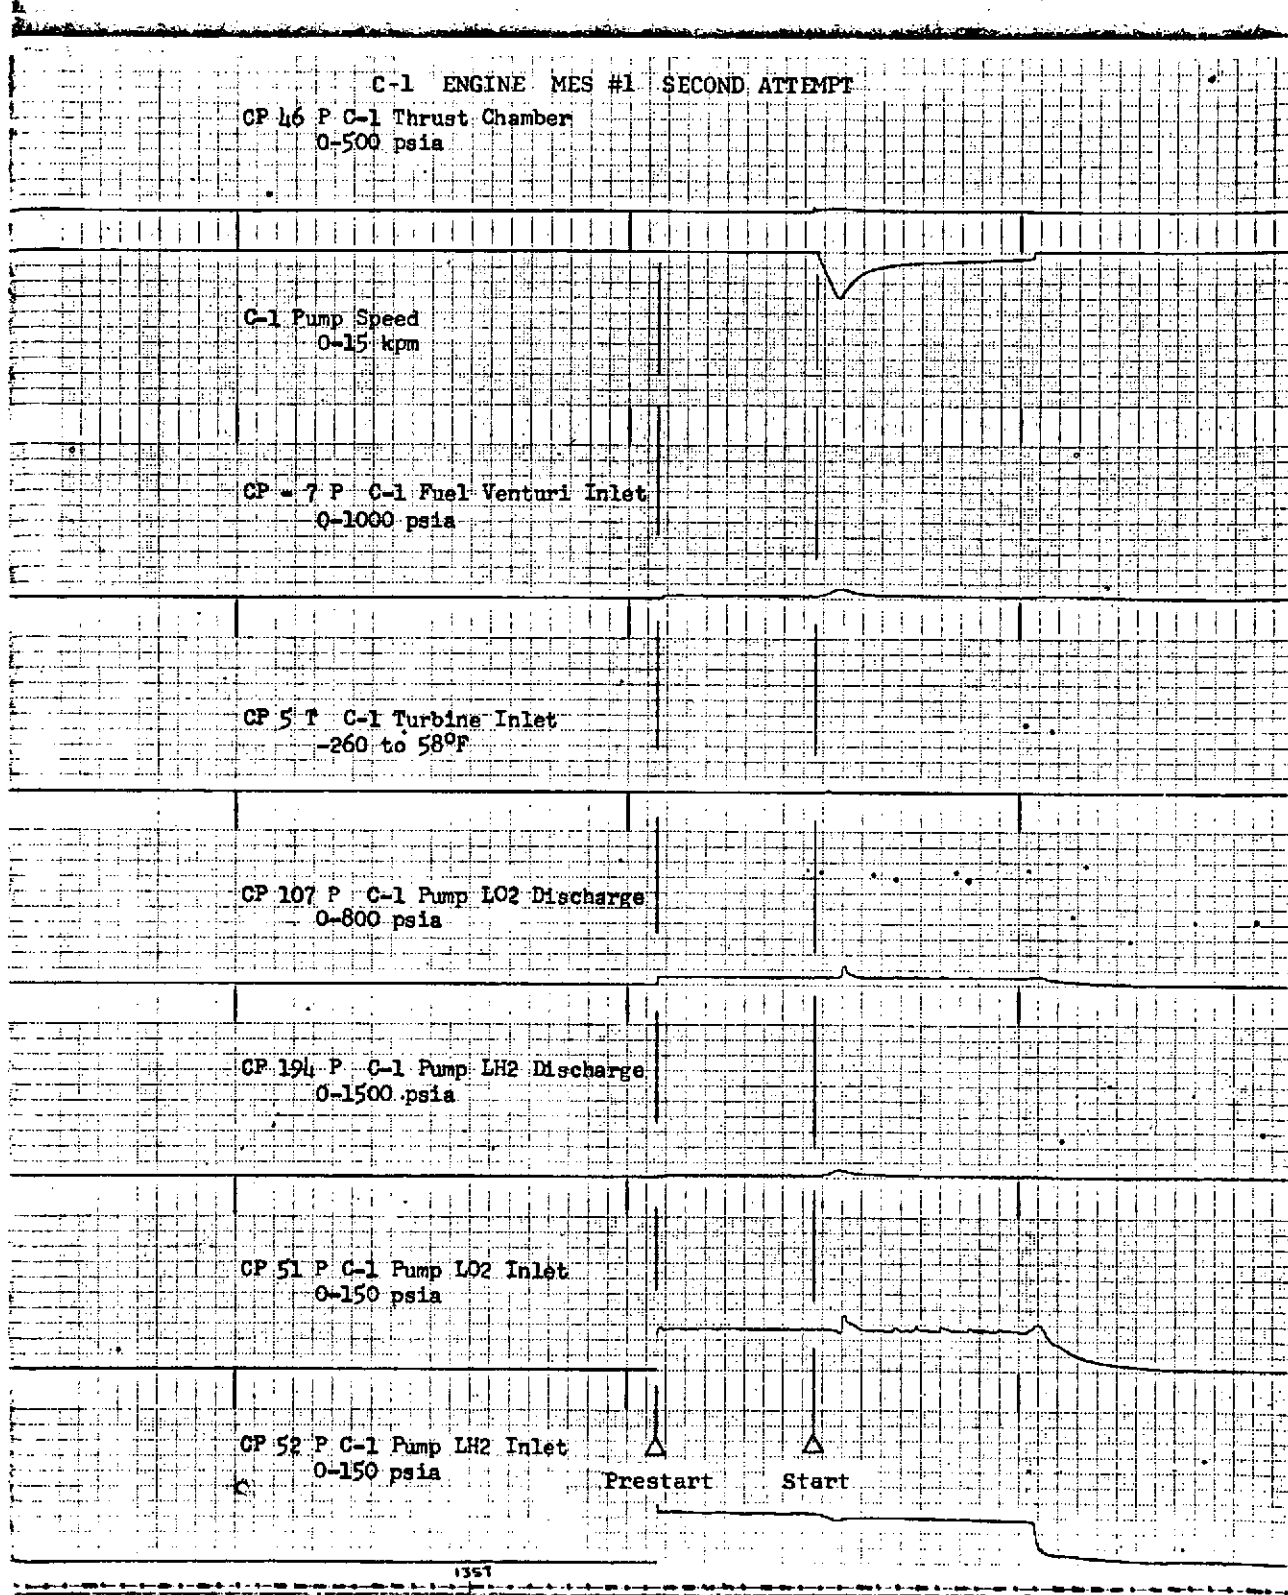 C-1 ENGINE MES #1 SECOND ATTEMPT
CP 46 P C-1 Thrust Chamber
0-500 psia
C-1 Pump Speed
0-15 kpm
CP - 7 P C-1 Fuel Venturi Inlet
0-1000 psia
CP 5 T C-1 Turbine Inlet
-260 to 58°F
CP 107 P C-1 Pump LO2 Discharge
0-800 psia
CP 194 P C-1 Pump LH2 Discharge
0-1500 psia
CP 51 P C-1 Pump LO2 Inlet
0-150 psia
CP 52 P C-1 Pump LH2 Inlet
0-150 psia
Prestart Start
1357